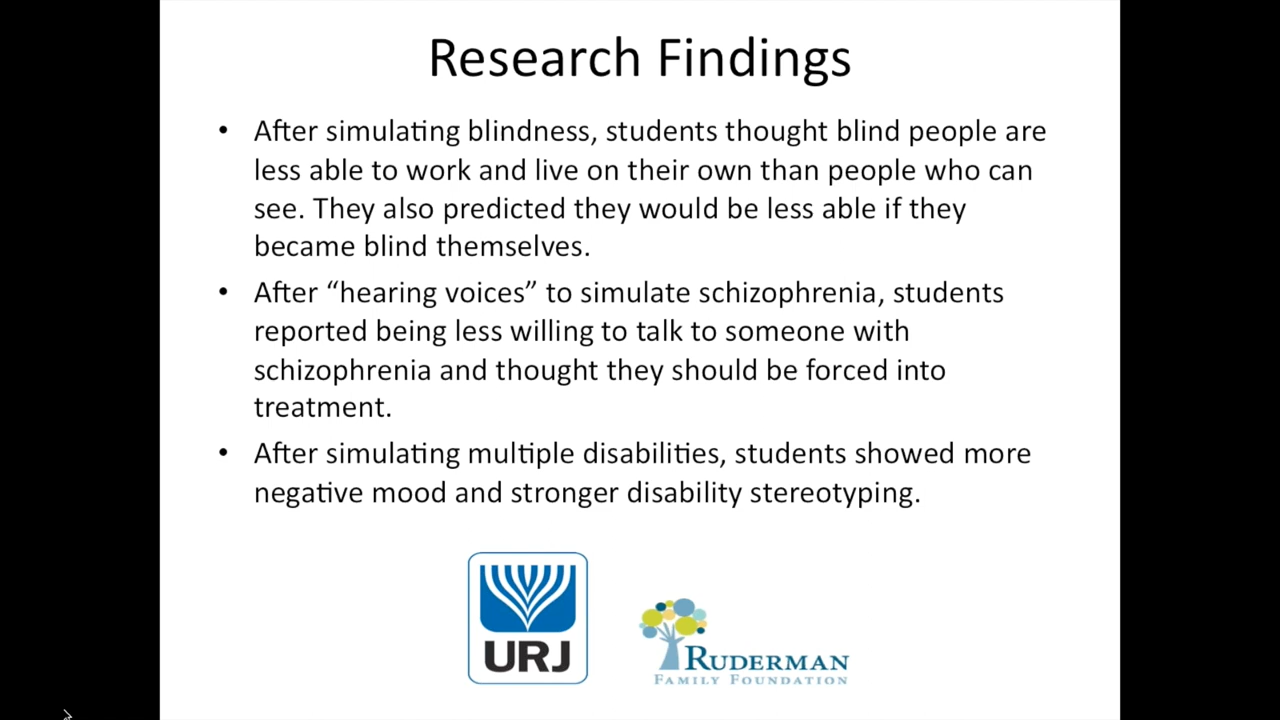 Research Findings
• After simulating blindness, students thought blind people are
less able to work and live on their own than people who can
see. They also predicted they would be less able if they
became blind themselves.
• After “hearing voices” to simulate schizophrenia, students
reported being less willing to talk to someone with
schizophrenia and thought they should be forced into
treatment.
• After simulating multiple disabilities, students showed more
negative mood and stronger disability stereotyping.
URJ
RUDERMAN
FAMILY FOUNDATION